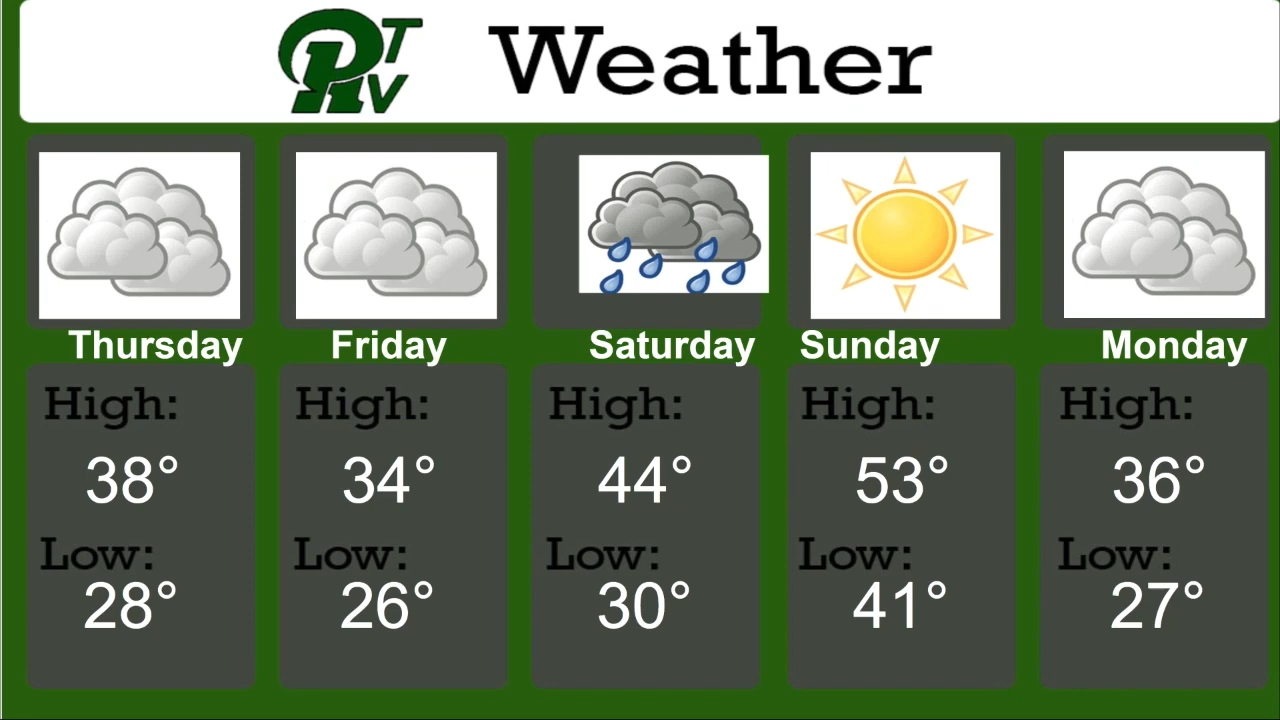 PRTV Weather
Thursday Friday Saturday Sunday Monday
High: High: High: High: High:
38° 34° 44° 53° 36°
Low: Low: Low: Low: Low:
28° 26° 30° 41° 27°